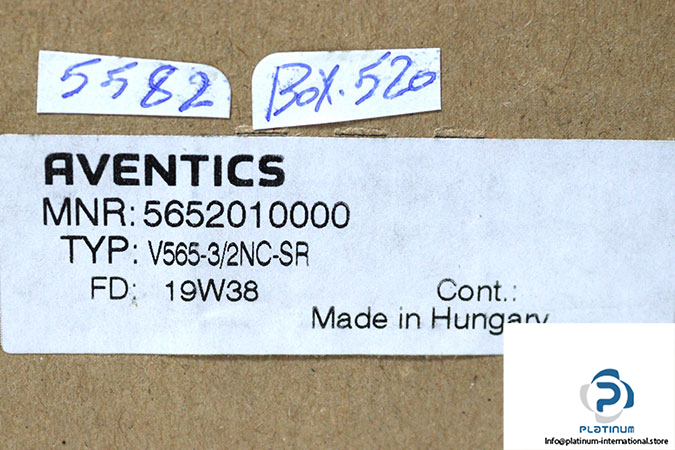 5582
Box.520
AVENTICS
MNR: 5652010000
TYP: V565-3/2NC-SR
FD: 19W38
Cont.:
Made in Hungary
PLATINUM
Info@platinum-international.store